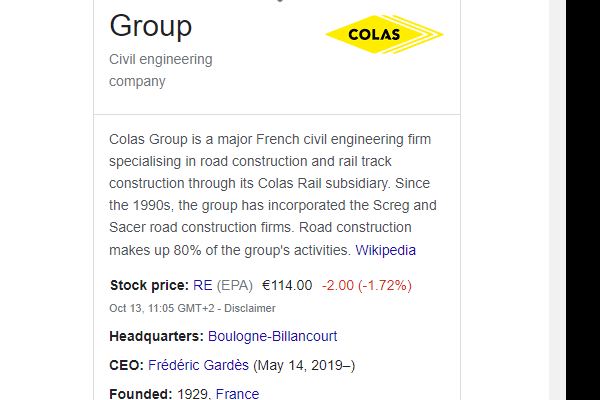 Group
COLAS
Civil engineering
company
Colas Group is a major French civil engineering firm
specialising in road construction and rail track
construction through its Colas Rail subsidiary. Since
the 1990s, the group has incorporated the Screg and
Sacer road construction firms. Road construction
makes up 80% of the group's activities. Wikipedia
Stock price: RE (EPA) €114.00 -2.00 (-1.72%)
Oct 13, 11:05 GMT+2 - Disclaimer
Headquarters: Boulogne-Billancourt
CEO: Frédéric Gardès (May 14, 2019–)
Founded: 1929, France